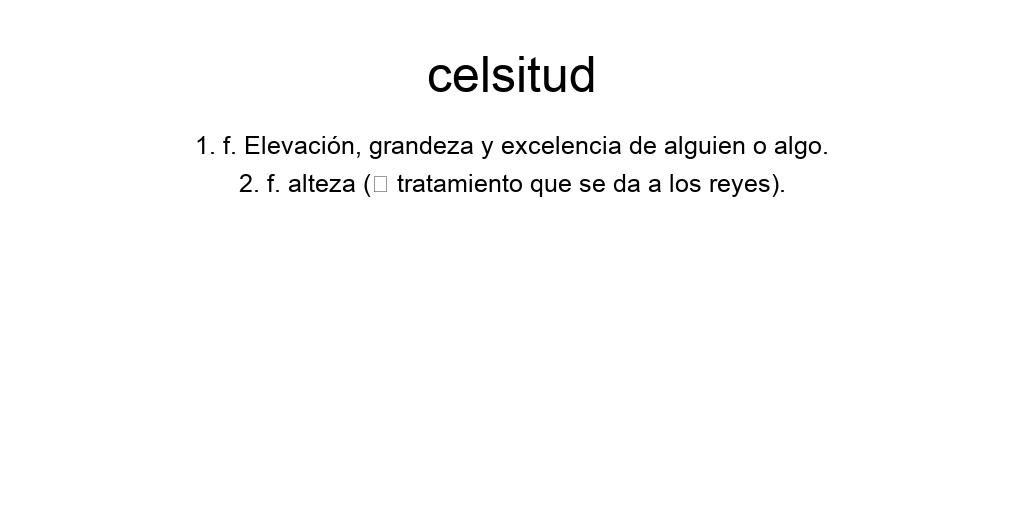 celsitud
1. f. Elevación, grandeza y excelencia de alguien o algo.
2. f. alteza (□ tratamiento que se da a los reyes).